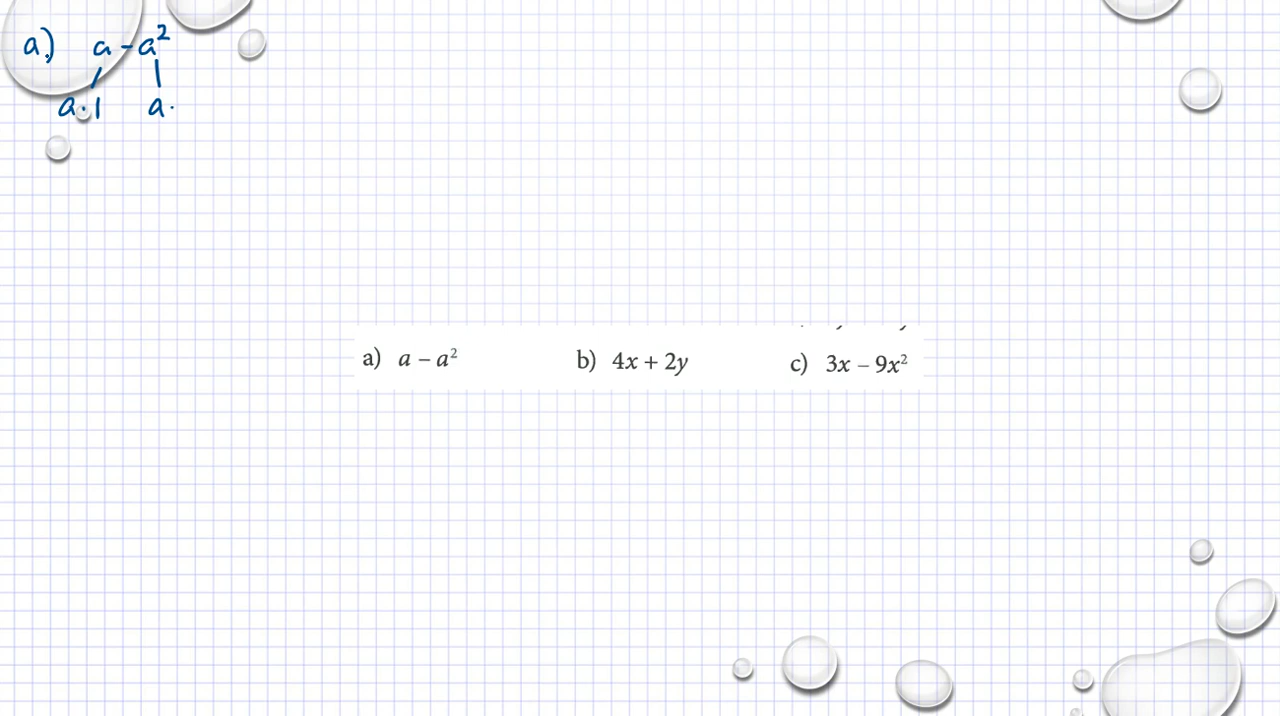 a) a - a²
a·1 a·
a) a – a² b) 4x + 2y c) 3x – 9x²